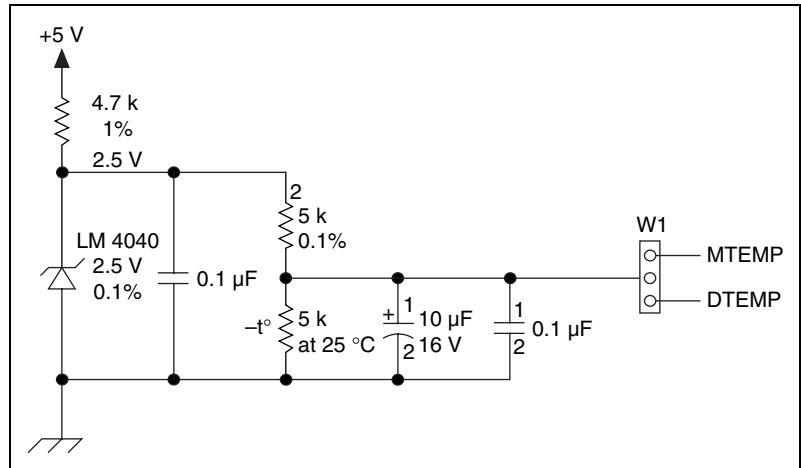 +5 V
4.7 k
1%
2.5 V
2
5 k
0.1%
LM 4040
2.5 V
0.1%
0.1 µF
–t°
5 k
at 25 °C
+
1
10 µF
2
16 V
1
0.1 µF
2
W1
MTEMP
DTEMP